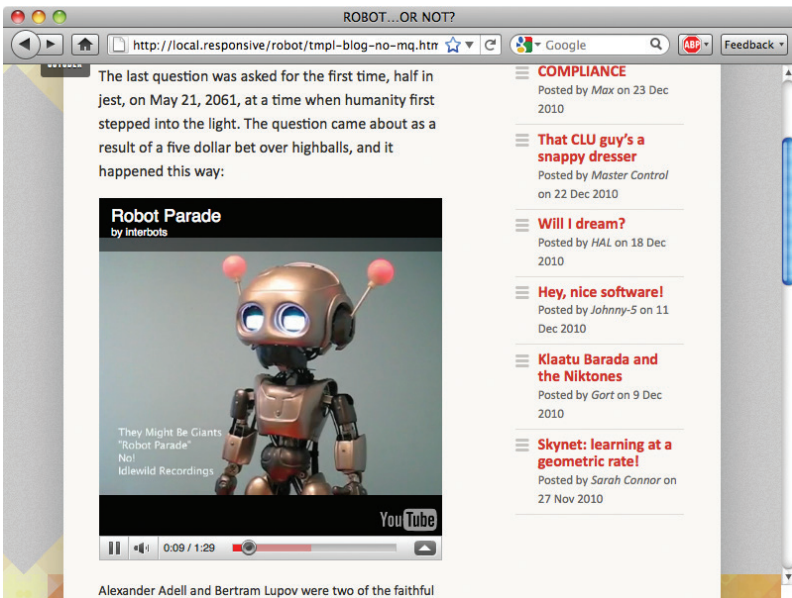 ROBOT...OR NOT?
http://local.responsive/robot/tmpl-blog-no-mq.htm
Google
ABP
Feedback
The last question was asked for the first time, half in
jest, on May 21, 2061, at a time when humanity first
stepped into the light. The question came about as a
result of a five dollar bet over highballs, and it
happened this way:
Robot Parade
by interbots
They Might Be Giants
"Robot Parade"
No!
Idlewild Recordings
YouTube
0:09 / 1:29
Alexander Adell and Bertram Lupov were two of the faithful
COMPLIANCE
Posted by Max on 23 Dec
2010
That CLU guy's a
snappy dresser
Posted by Master Control
on 22 Dec 2010
Will I dream?
Posted by HAL on 18 Dec
2010
Hey, nice software!
Posted by Johnny-5 on 11
Dec 2010
Klaatu Barada and
the Niktones
Posted by Gort on 9 Dec
2010
Skynet: learning at a
geometric rate!
Posted by Sarah Connor on
27 Nov 2010